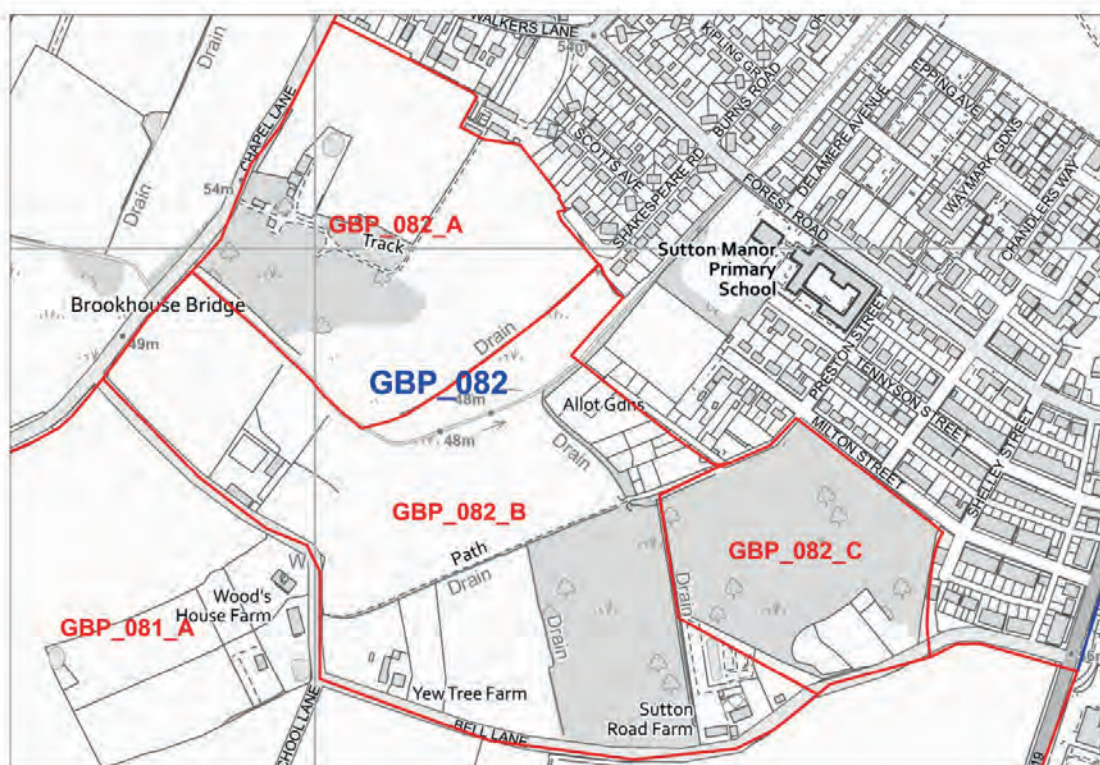 WALKERS LANE
54m
KIPLING GR
BURNS ROAD
EPPING AVE
DELAMERE AVENUE
WAYMARK GDNS
CHANDLERS WAY
Drain
CHAPEL LANE
SCOTTS AVE
SHAKESPEARE RD
FOREST ROAD
54m
Drain
GBP_082_A
Track
Sutton Manor
Primary
School
Brookhouse Bridge
49m
Drain
PRESTON STREET
TENNYSON STREET
GBP_082
48m
48m
Allot Gdns
MILTON STREET
SHELLEY STREET
Drain
GBP_082_B
GBP_082_C
Path
Drain
W
Wood's
House Farm
Drain
Drain
GBP_081_A
Yew Tree Farm
Sutton
Road Farm
BELL LANE